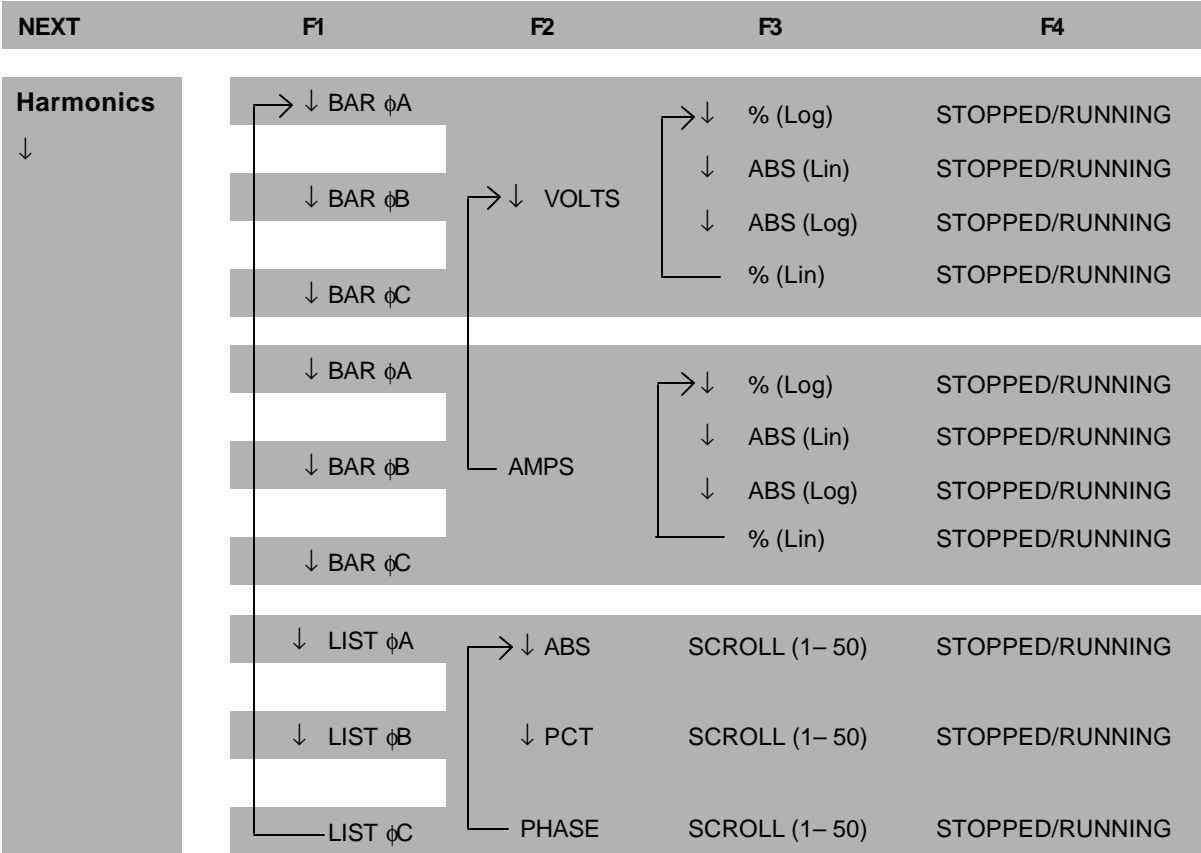 NEXT F1 F2 F3 F4
Harmonics ↓ BAR ϕA ↓ % (Log) STOPPED/RUNNING
↓
↓ ABS (Lin) STOPPED/RUNNING
↓ BAR ϕB ↓ VOLTS
↓ ABS (Log) STOPPED/RUNNING
% (Lin) STOPPED/RUNNING
↓ BAR ϕC
↓ BAR ϕA
↓ % (Log) STOPPED/RUNNING
↓ ABS (Lin) STOPPED/RUNNING
↓ BAR ϕB AMPS
↓ ABS (Log) STOPPED/RUNNING
% (Lin) STOPPED/RUNNING
↓ BAR ϕC
↓ LIST ϕA ↓ ABS SCROLL (1– 50) STOPPED/RUNNING
↓ LIST ϕB ↓ PCT SCROLL (1– 50) STOPPED/RUNNING
LIST ϕC PHASE SCROLL (1– 50) STOPPED/RUNNING